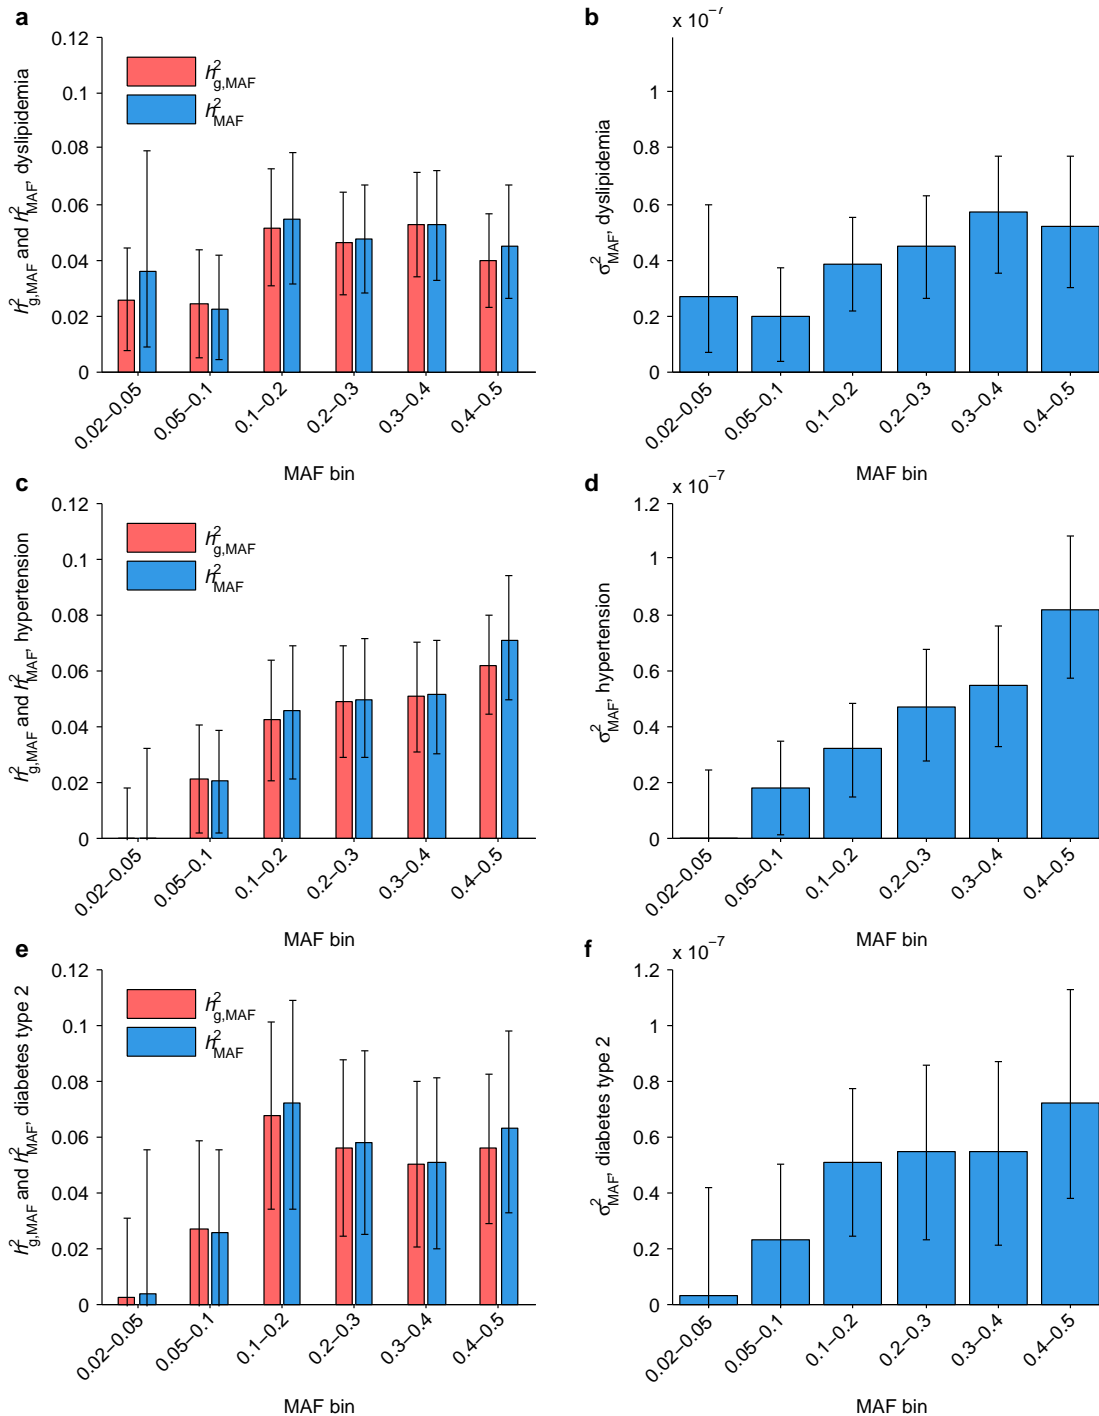 a
0.12
0.1
0.08
0.06
0.04
0.02
0
h²g,MAF and h²MAF, dyslipidemia
h²g,MAF
h²MAF
0.02–0.05
0.05–0.1
0.1–0.2
0.2–0.3
0.3–0.4
0.4–0.5
MAF bin
b
x 10⁻⁷
1
0.8
0.6
0.4
0.2
0
σ²MAF, dyslipidemia
0.02–0.05
0.05–0.1
0.1–0.2
0.2–0.3
0.3–0.4
0.4–0.5
c
0.12
0.1
0.08
0.06
0.04
0.02
0
h²g,MAF and h²MAF, hypertension
h²g,MAF
h²MAF
0.02–0.05
0.05–0.1
0.1–0.2
0.2–0.3
0.3–0.4
0.4–0.5
MAF bin
MAF bin
d
x 10⁻⁷
1.2
1
0.8
0.6
0.4
0.2
0
σ²MAF, hypertension
0.02–0.05
0.05–0.1
0.1–0.2
0.2–0.3
0.3–0.4
0.4–0.5
MAF bin
e
0.12
0.1
0.08
0.06
0.04
0.02
0
h²g,MAF and h²MAF, diabetes type 2
h²g,MAF
h²MAF
0.02–0.05
0.05–0.1
0.1–0.2
0.2–0.3
0.3–0.4
0.4–0.5
MAF bin
f
x 10⁻⁷
1.2
1
0.8
0.6
0.4
0.2
0
σ²MAF, diabetes type 2
0.02–0.05
0.05–0.1
0.1–0.2
0.2–0.3
0.3–0.4
0.4–0.5
MAF bin